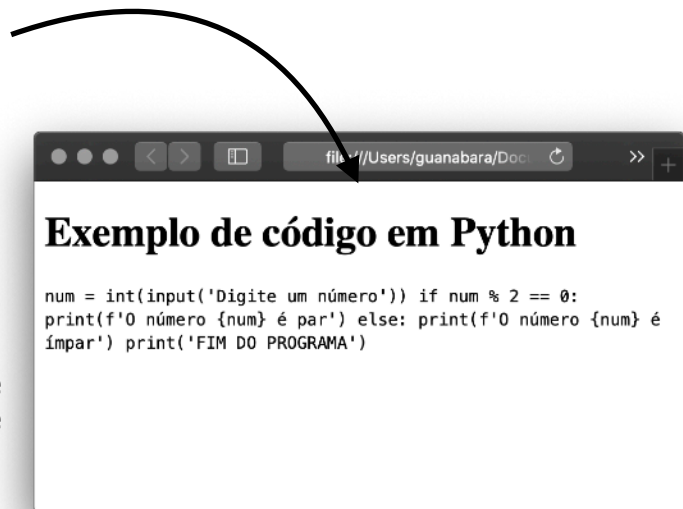 file:///Users/guanabara/Doc
Exemplo de código em Python
num = int(input('Digite um número')) if num % 2 == 0:
print(f'O número {num} é par') else: print(f'O número {num} é
ímpar') print('FIM DO PROGRAMA')